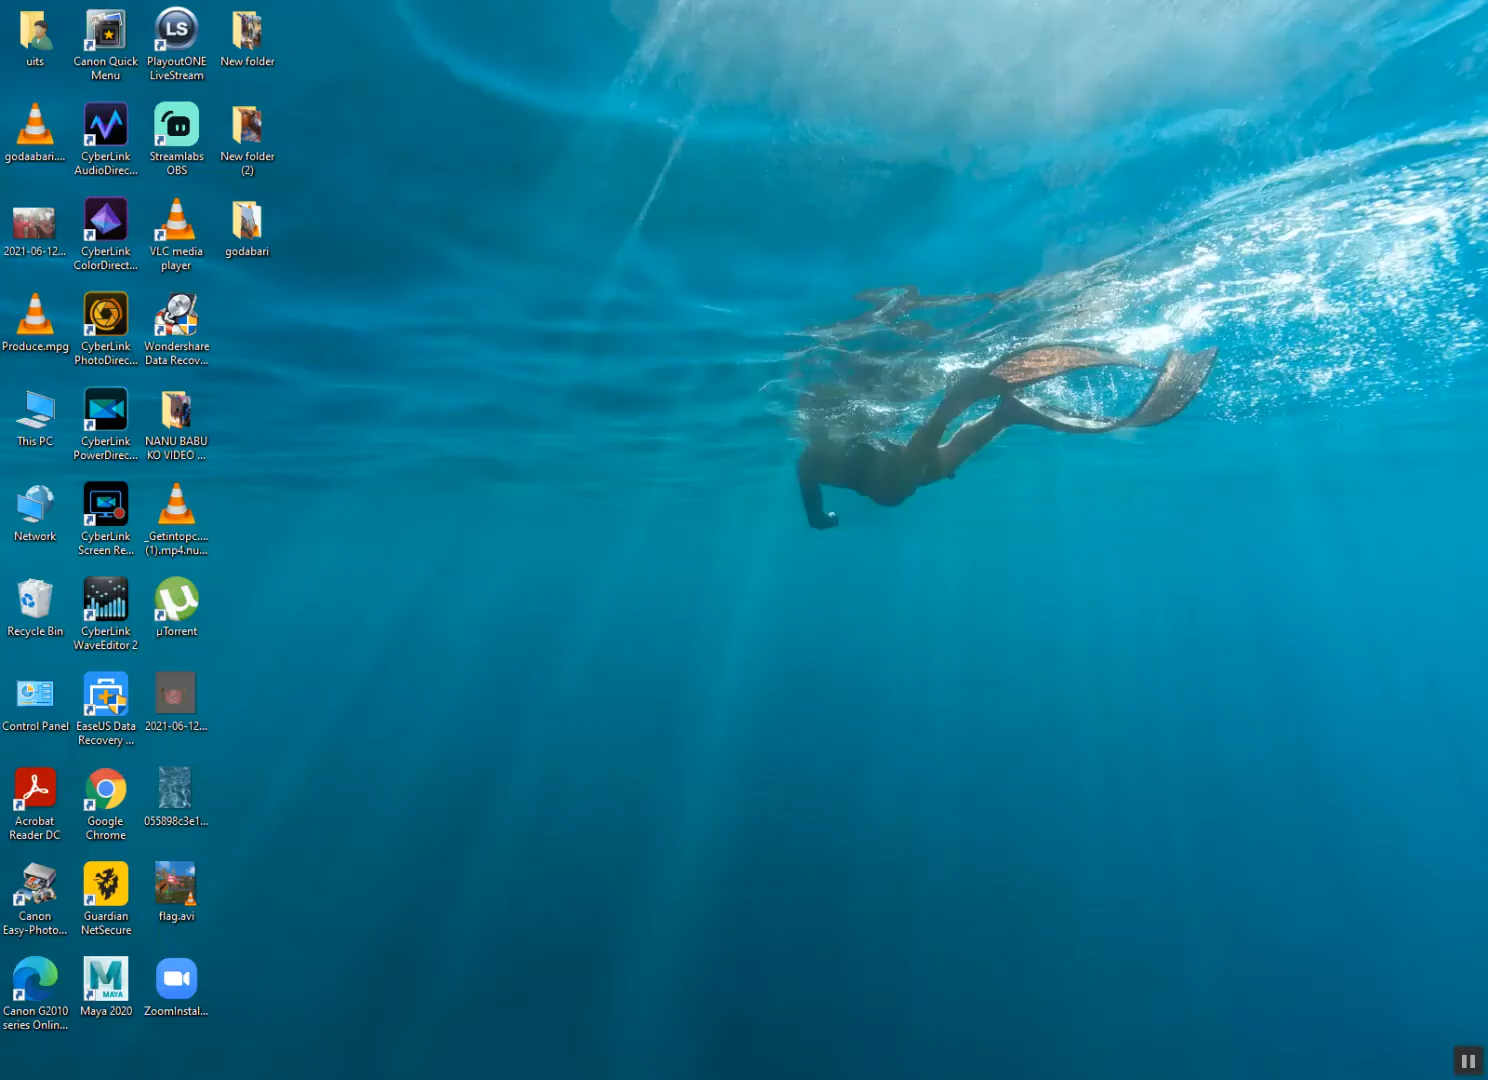 uits
Canon Quick
Menu
LS
PlayoutONE
LiveStream
New folder
godaabari....
CyberLink
AudioDirec...
Streamlabs
OBS
New folder
(2)
2021-06-12...
CyberLink
ColorDirect...
VLC media
player
godabari
Produce.mpg
CyberLink
PhotoDirec...
Wondershare
Data Recov...
This PC
CyberLink
PowerDirec...
NANU BABU
KO VIDEO ...
Network
CyberLink
Screen Re...
_Getintopc....
(1).mp4.nu...
Recycle Bin
CyberLink
WaveEditor 2
µTorrent
Control Panel
EaseUS Data
Recovery ...
2021-06-12...
Acrobat
Reader DC
Google
Chrome
055898c3e1...
Canon
Easy-Photo...
Guardian
NetSecure
flag.avi
Canon G2010
series Onlin...
M
MAYA
Maya 2020
ZoomInstal...